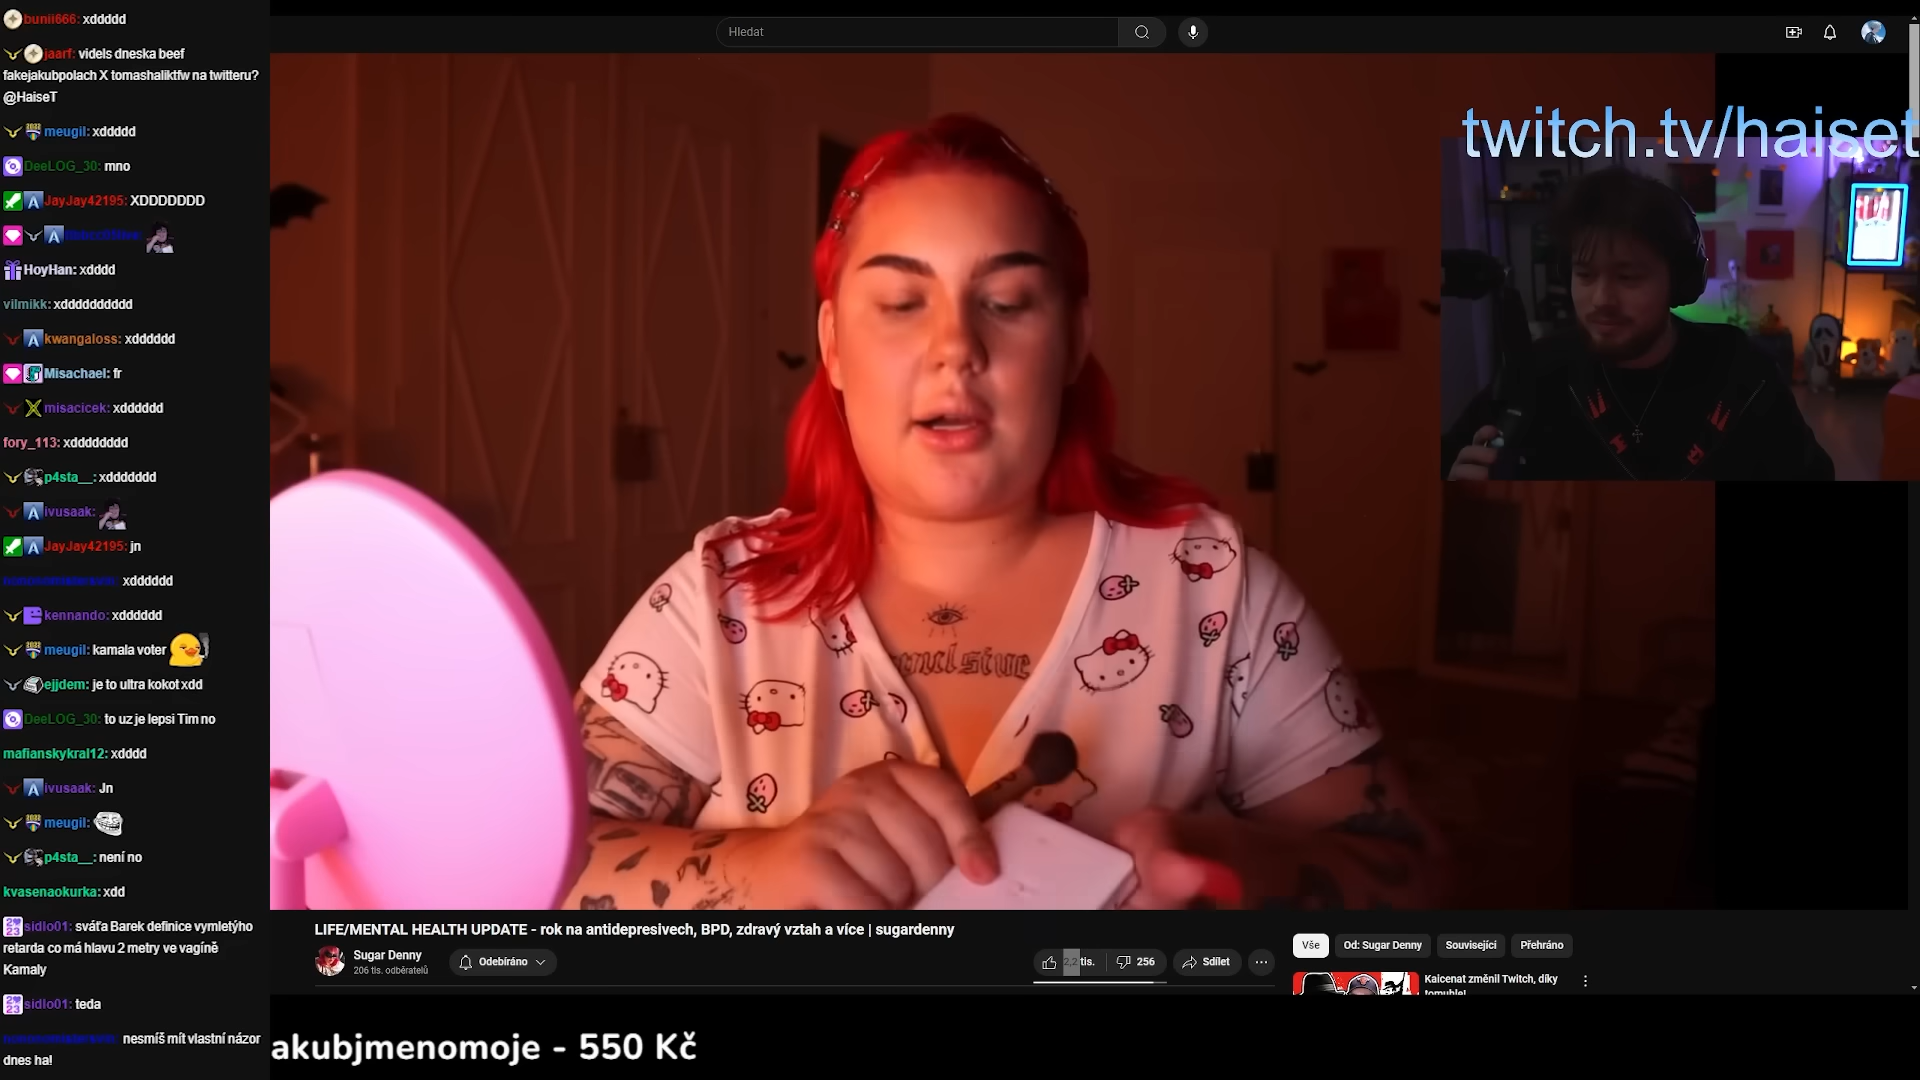 bunii666: xddddd
jaarf: videls dneska beef
fakejakubpolach X tomashaliktfw na twitteru?
@HaiseT
meugil: xddddd
DeeLOG_30: mno
JayJay42195: XDDDDDDD
HoyHan: xdddd
vilmikk: xdddddddddd
kwangaloss: xdddddd
Misachael: fr
misacicek: xdddddd
fory_113: xdddddddd
p4sta__: xdddddddd
ivusaak:
JayJay42195: jn
xdddddd
kennando: xdddddd
meugil: kamala voter
ejjdem: je to ultra kokot xdd
DeeLOG_30: to uz je lepsi Tim no
mafianskykral12: xdddd
ivusaak: Jn
meugil:
p4sta__: není no
kvasenaokurka: xdd
sidlo01: sváťa Barek definice vymletýho
retarda co má hlavu 2 metry ve vagíně
Kamaly
sidlo01: teda
nesmíš mít vlastní názor
dnes ha!
Hledat
twitch.tv/haiset
LIFE/MENTAL HEALTH UPDATE - rok na antidepresivech, BPD, zdravý vztah a více | sugardenny
Sugar Denny
206 tis. odběratelů
Odebíráno
2,2 tis.
256
Sdílet
Vše
Od: Sugar Denny
Související
Přehráno
Kaicenat změnil Twitch, díky
tomuhle!
akubjmenomoje - 550 Kč